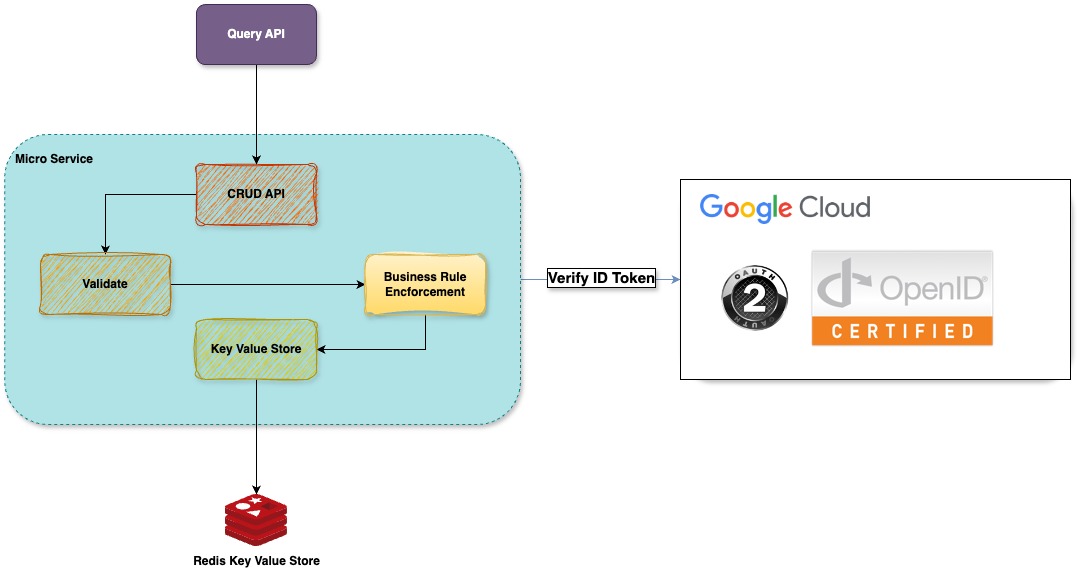 Query API
Micro Service
CRUD API
Validate
Business Rule
Encforcement
Key Value Store
Redis Key Value Store
Verify ID Token
Google Cloud
OAUTH
2
OAUTH
OpenID®
CERTIFIED